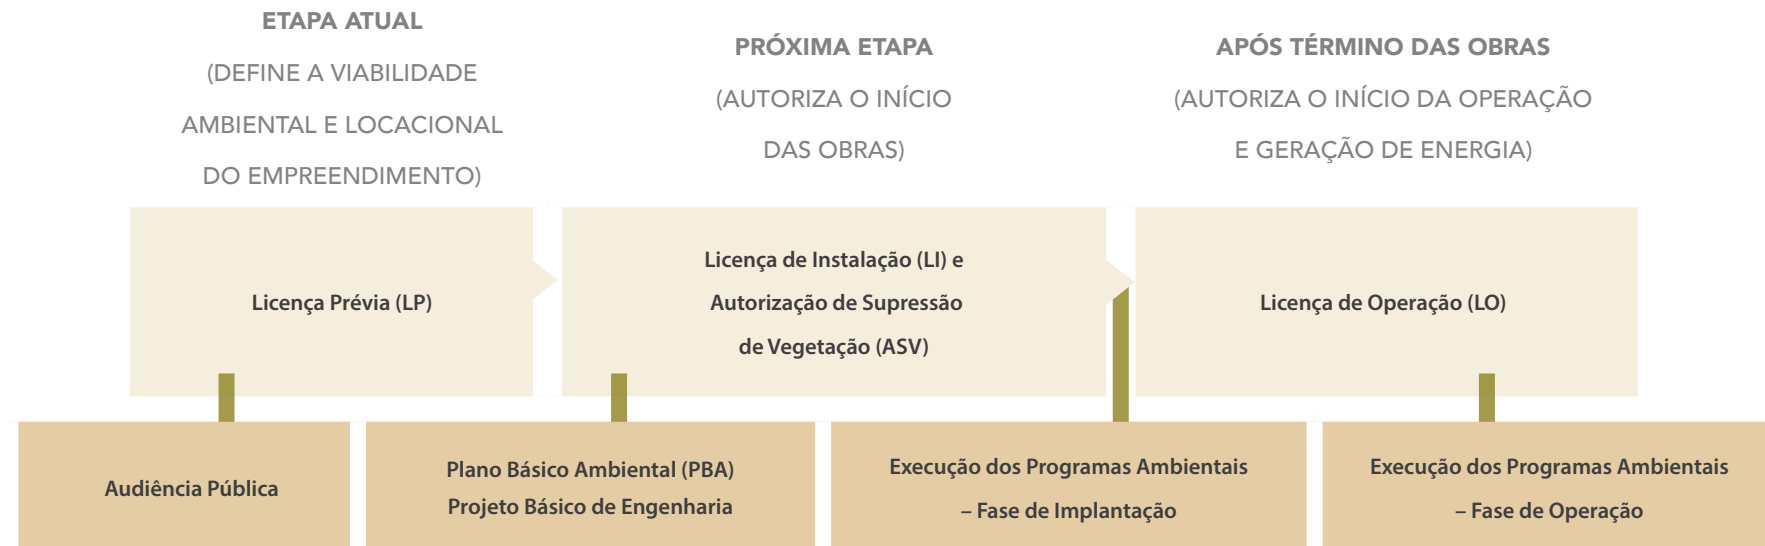 ETAPA ATUAL
(DEFINE A VIABILIDADE
AMBIENTAL E LOCACIONAL
DO EMPREENDIMENTO)
PRÓXIMA ETAPA
(AUTORIZA O INÍCIO
DAS OBRAS)
APÓS TÉRMINO DAS OBRAS
(AUTORIZA O INÍCIO DA OPERAÇÃO
E GERAÇÃO DE ENERGIA)
Licença Prévia (LP)
Licença de Instalação (LI) e
Autorização de Supressão
de Vegetação (ASV)
Licença de Operação (LO)
Audiência Pública
Plano Básico Ambiental (PBA)
Projeto Básico de Engenharia
Execução dos Programas Ambientais
– Fase de Implantação
Execução dos Programas Ambientais
– Fase de Operação